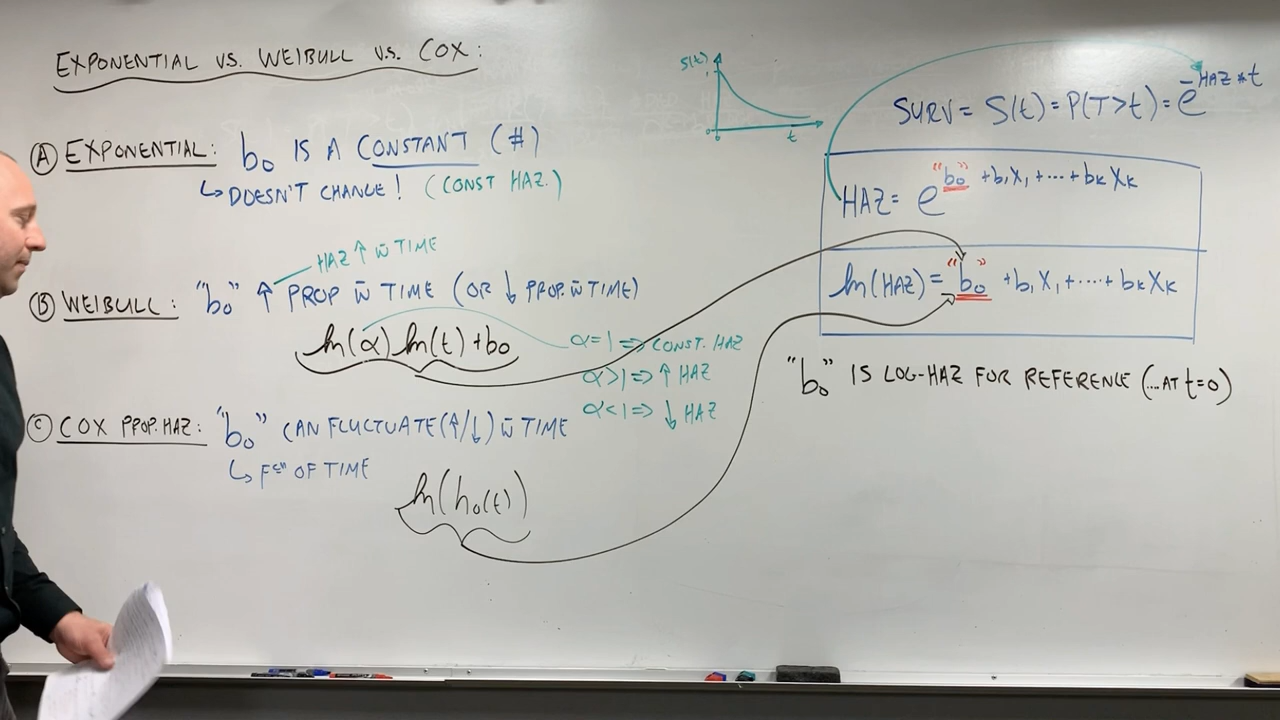 EXPONENTIAL VS. WEIBULL V.S. COX:
Ⓐ EXPONENTIAL: b₀ IS A CONSTANT (#)
↳ DOESN'T CHANGE! (CONST HAZ.)
HAZ ↑ w̄ TIME
Ⓑ WEIBULL: "b₀" ↑ PROP w̄ TIME (OR ↓ PROP. w̄ TIME)
ln(α) ln(t) + b₀
α=1 => CONST. HAZ
α>1 => ↑ HAZ
α<1 => ↓ HAZ
Ⓒ COX PROP. HAZ: "b₀" CAN FLUCTUATE (↑/↓) w̄ TIME
↳ Fᶜⁿ OF TIME
ln(h₀(t))
S(t)
t
SURV = S(t) = P(T>t) = e^-HAZ*t
HAZ = e^"b₀" + b₁X₁ + ... + bₖXₖ
ln(HAZ) = "b₀" + b₁X₁ + ... + bₖXₖ
"b₀" IS LOG-HAZ FOR REFERENCE (...AT t=0)